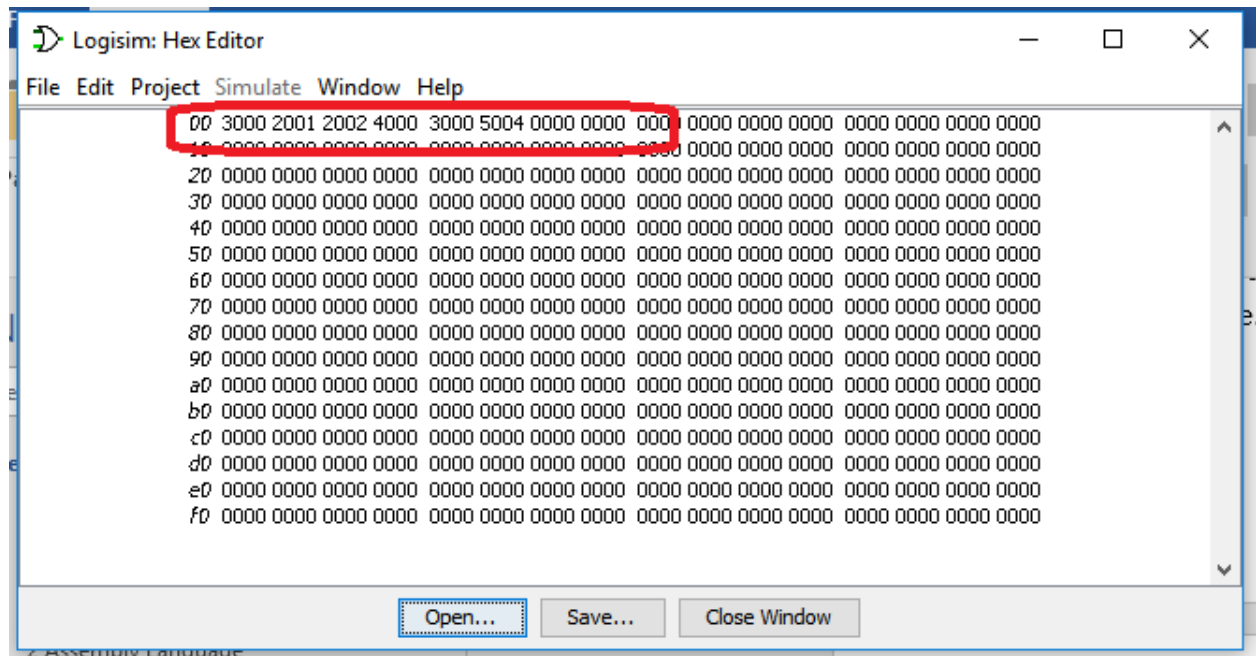 Logisim: Hex Editor
File Edit Project Simulate Window Help
00 3000 2001 2002 4000 3000 5004 0000 0000 0000 0000 0000 0000 0000 0000 0000 0000
10 0000 0000 0000 0000 0000 0000 0000 0000 0000 0000 0000 0000 0000 0000 0000 0000
20 0000 0000 0000 0000 0000 0000 0000 0000 0000 0000 0000 0000 0000 0000 0000 0000
30 0000 0000 0000 0000 0000 0000 0000 0000 0000 0000 0000 0000 0000 0000 0000 0000
40 0000 0000 0000 0000 0000 0000 0000 0000 0000 0000 0000 0000 0000 0000 0000 0000
50 0000 0000 0000 0000 0000 0000 0000 0000 0000 0000 0000 0000 0000 0000 0000 0000
60 0000 0000 0000 0000 0000 0000 0000 0000 0000 0000 0000 0000 0000 0000 0000 0000
70 0000 0000 0000 0000 0000 0000 0000 0000 0000 0000 0000 0000 0000 0000 0000 0000
80 0000 0000 0000 0000 0000 0000 0000 0000 0000 0000 0000 0000 0000 0000 0000 0000
90 0000 0000 0000 0000 0000 0000 0000 0000 0000 0000 0000 0000 0000 0000 0000 0000
a0 0000 0000 0000 0000 0000 0000 0000 0000 0000 0000 0000 0000 0000 0000 0000 0000
b0 0000 0000 0000 0000 0000 0000 0000 0000 0000 0000 0000 0000 0000 0000 0000 0000
c0 0000 0000 0000 0000 0000 0000 0000 0000 0000 0000 0000 0000 0000 0000 0000 0000
d0 0000 0000 0000 0000 0000 0000 0000 0000 0000 0000 0000 0000 0000 0000 0000 0000
e0 0000 0000 0000 0000 0000 0000 0000 0000 0000 0000 0000 0000 0000 0000 0000 0000
f0 0000 0000 0000 0000 0000 0000 0000 0000 0000 0000 0000 0000 0000 0000 0000 0000
Open... Save... Close Window
Assembly Language